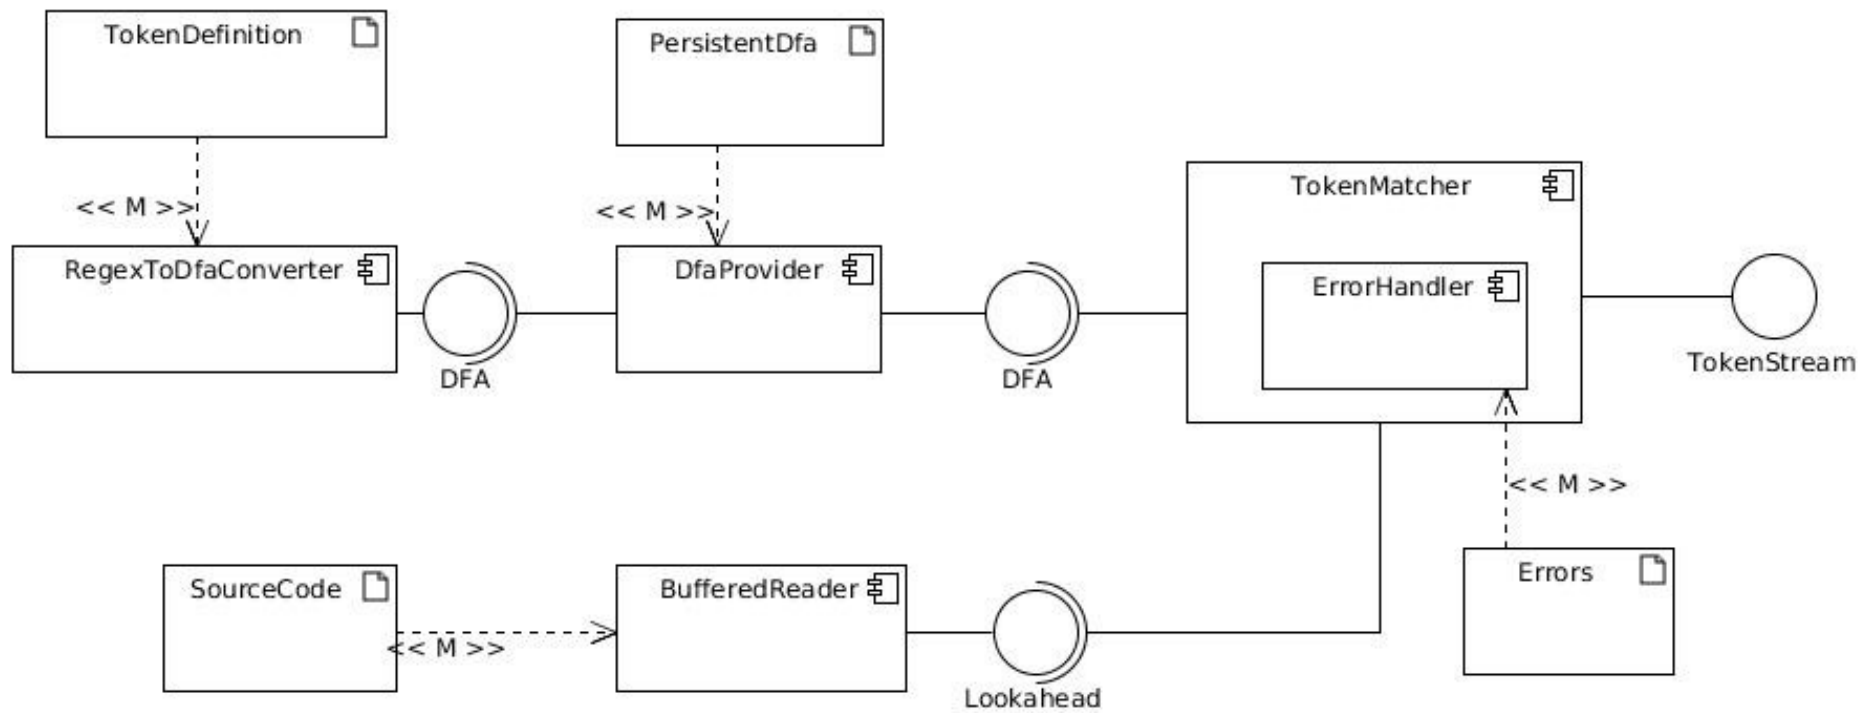 TokenDefinition
PersistentDfa
<< M >>
<< M >>
TokenMatcher
RegexToDfaConverter
DfaProvider
ErrorHandler
DFA
DFA
TokenStream
<< M >>
SourceCode
BufferedReader
Errors
<< M >>
Lookahead